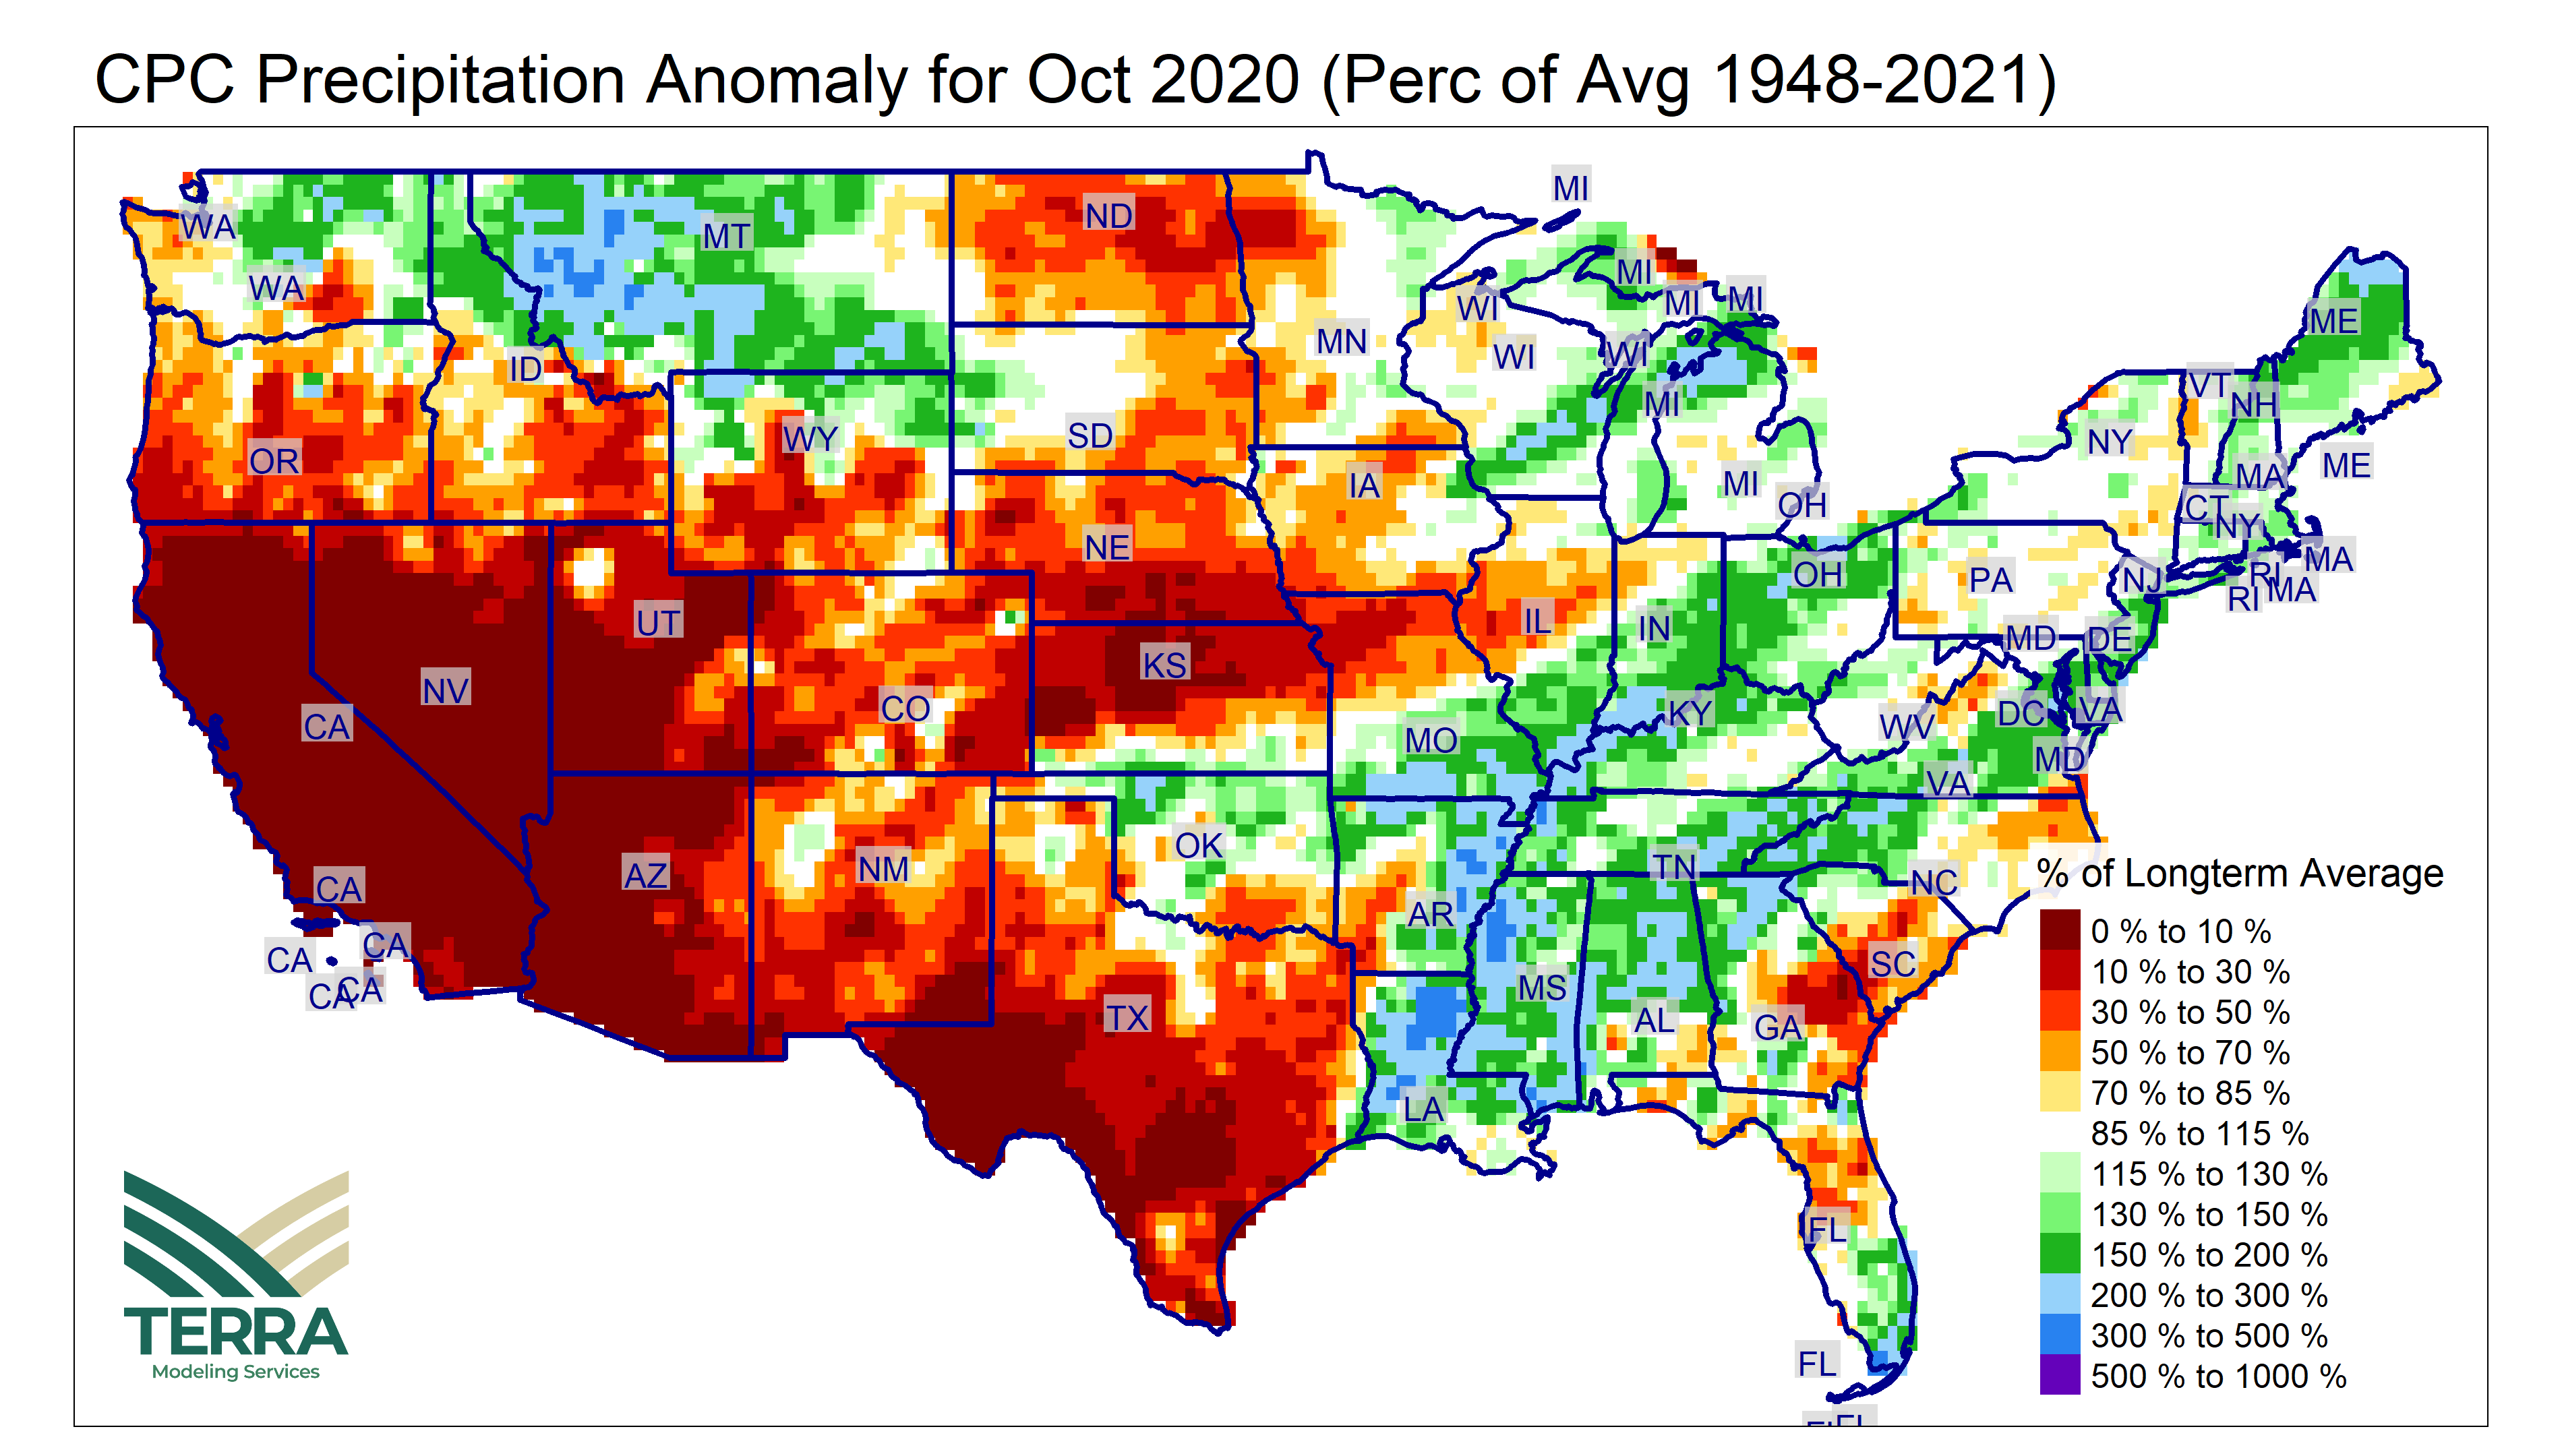 CPC Precipitation Anomaly for Oct 2020 (Perc of Avg 1948-2021)
MI
WA
MT
ND
MI
WA
MI
MI
WI
ME
MN
WI
WI
ID
VT
MI
NH
WY
SD
NY
OR
ME
IA
MI
MA
OH
CT
NY
NE
MA
OH
PA
NJ
RI
MA
RI
UT
IL
IN
MD
DE
KS
NV
CO
KY
DC
VA
CA
WV
MO
MD
VA
OK
TN
NM
AZ
NC
CA
AR
CA
SC
CA
MS
CA
CA
TX
AL
GA
LA
FL
FL
FL
% of Longterm Average
0 % to 10 %
10 % to 30 %
30 % to 50 %
50 % to 70 %
70 % to 85 %
85 % to 115 %
115 % to 130 %
130 % to 150 %
150 % to 200 %
200 % to 300 %
300 % to 500 %
500 % to 1000 %
TERRA
Modeling Services